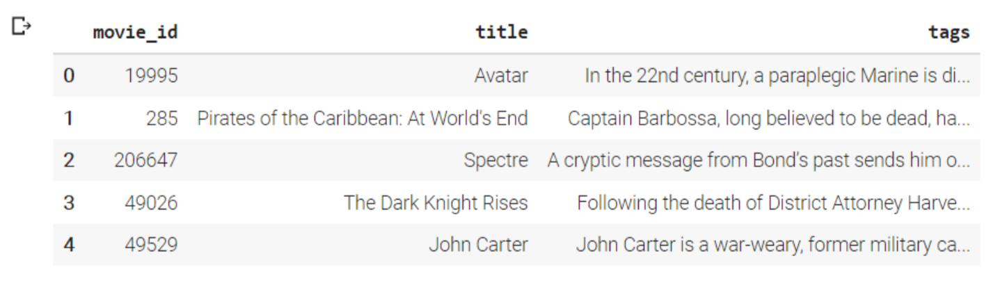 movie_id title tags
0 19995 Avatar In the 22nd century, a paraplegic Marine is di...
1 285 Pirates of the Caribbean: At World's End Captain Barbossa, long believed to be dead, ha...
2 206647 Spectre A cryptic message from Bond’s past sends him o...
3 49026 The Dark Knight Rises Following the death of District Attorney Harve...
4 49529 John Carter John Carter is a war-weary, former military ca...